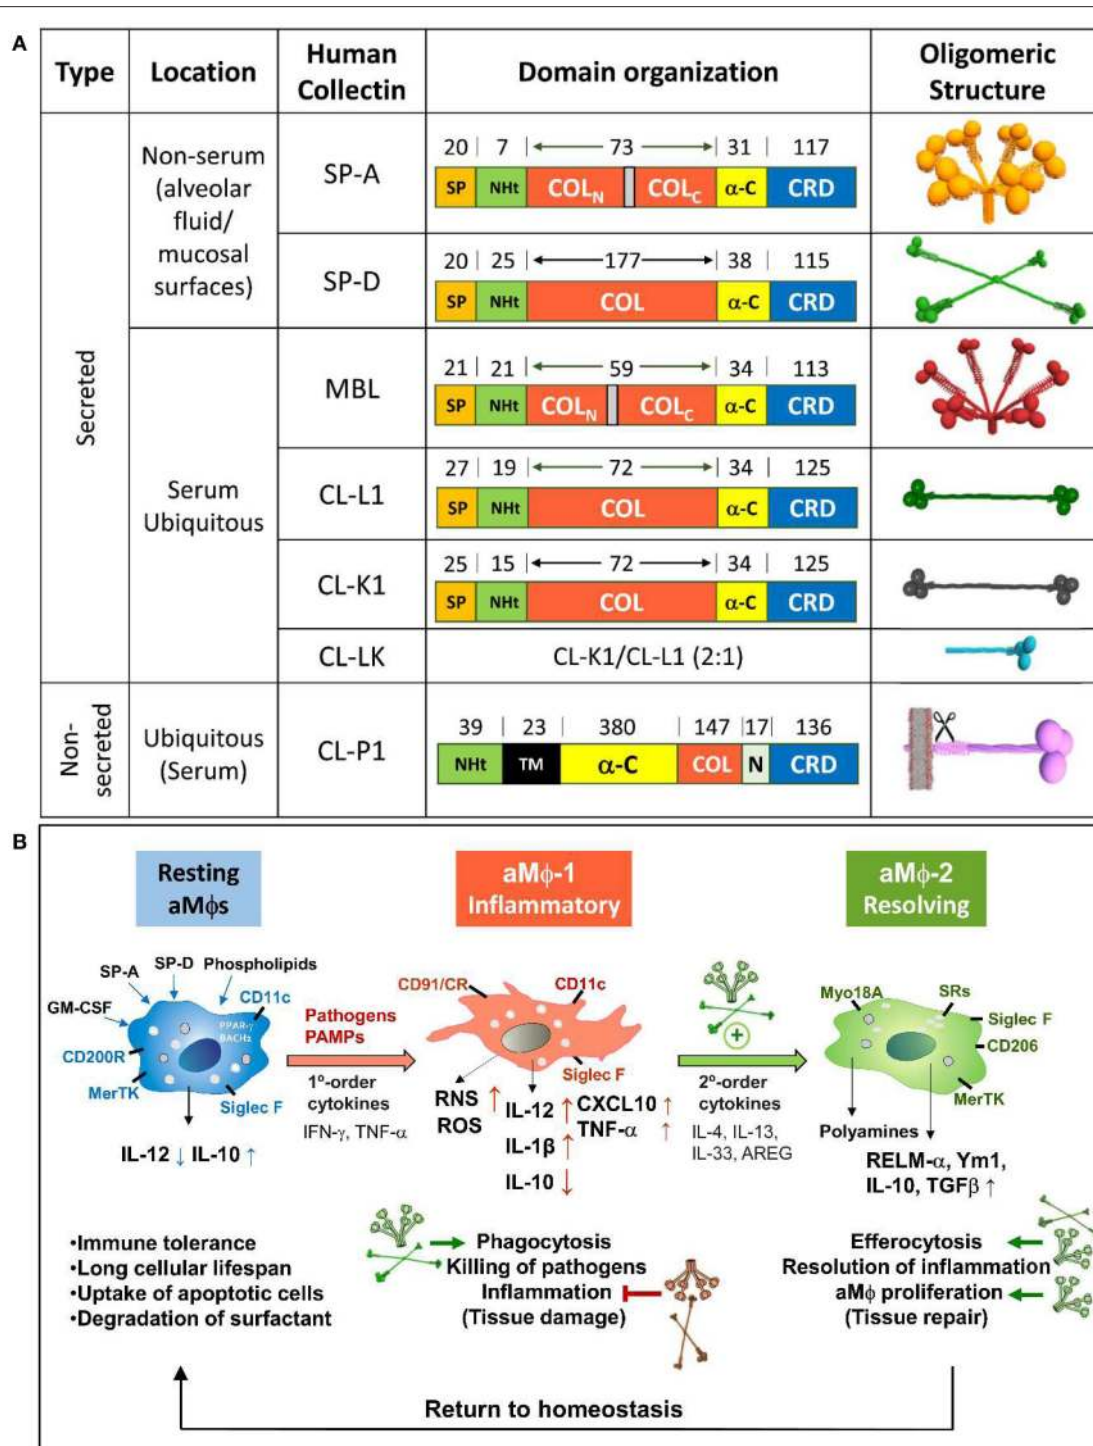 A
Type
Location
Human
Collectin
Domain organization
Oligomeric
Structure
Secreted
Non-serum
(alveolar
fluid/
mucosal
surfaces)
SP-A
20 | 7 | 73 | 31 | 117
SP NHt COLN COLC α-C CRD
SP-D
20 | 25 | 177 | 38 | 115
SP NHt COL α-C CRD
Serum
Ubiquitous
MBL
21 | 21 | 59 | 34 | 113
SP NHt COLN COLC α-C CRD
CL-L1
27 | 19 | 72 | 34 | 125
SP NHt COL α-C CRD
CL-K1
25 | 15 | 72 | 34 | 125
SP NHt COL α-C CRD
CL-LK
CL-K1/CL-L1 (2:1)
Non-
secreted
Ubiquitous
(Serum)
CL-P1
39 | 23 | 380 | 147 |17| 136
NHt TM α-C COL N CRD
B
Resting
aMϕs
SP-A
SP-D
Phospholipids
GM-CSF
CD11c
PPAR-γ
BACH2
CD200R
MerTK
Siglec F
IL-12 ↓ IL-10 ↑
•Immune tolerance
•Long cellular lifespan
•Uptake of apoptotic cells
•Degradation of surfactant
Pathogens
PAMPs
1º-order
cytokines
IFN-γ, TNF-α
aMϕ-1
Inflammatory
CD91/CR
CD11c
Siglec F
RNS ↑
ROS
IL-12 ↑
IL-1β ↑
IL-10 ↓
CXCL10 ↑
TNF-α ↑
Phagocytosis
Killing of pathogens
Inflammation
(Tissue damage)
+
2º-order
cytokines
IL-4, IL-13,
IL-33, AREG
aMϕ-2
Resolving
Myo18A
SRs
Siglec F
CD206
MerTK
Polyamines
RELM-α, Ym1,
IL-10, TGFβ ↑
Efferocytosis
Resolution of inflammation
aMϕ proliferation
(Tissue repair)
Return to homeostasis